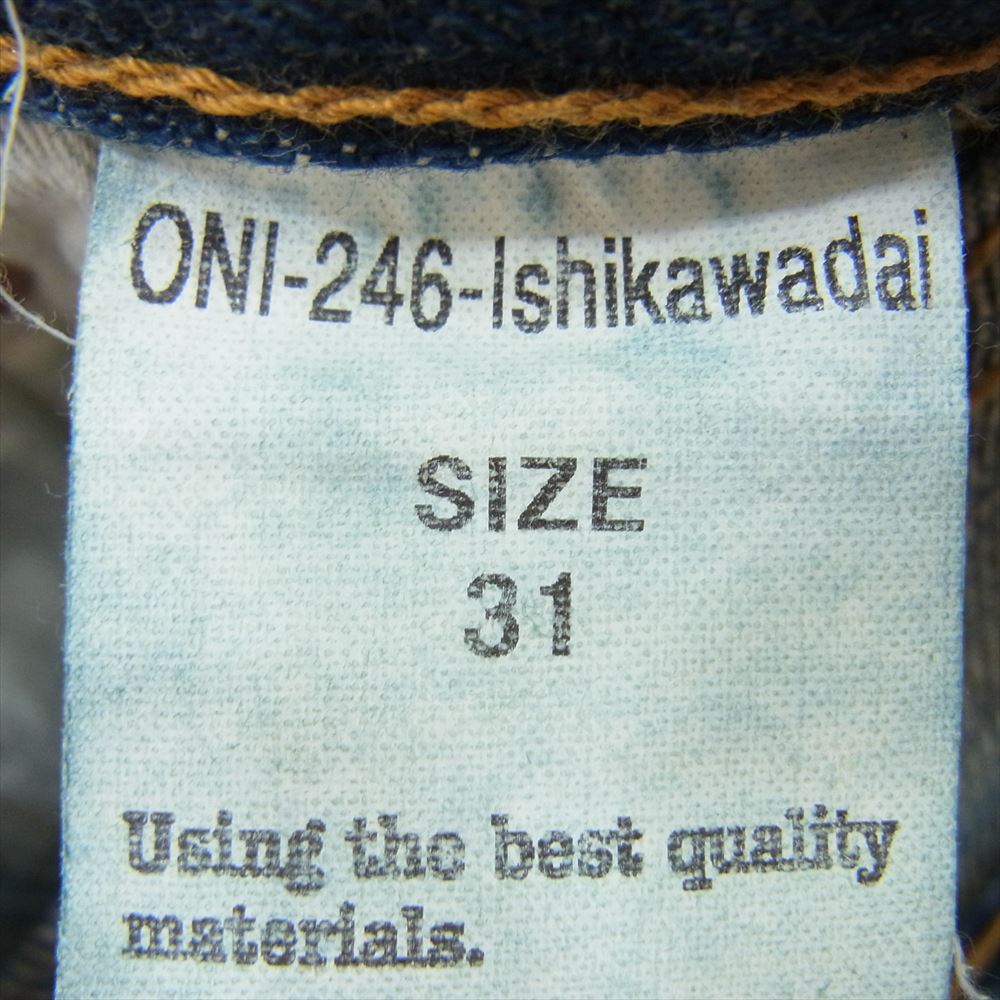 ONI-246-Ishikawadai
SIZE
31
Using the best quality
materials.